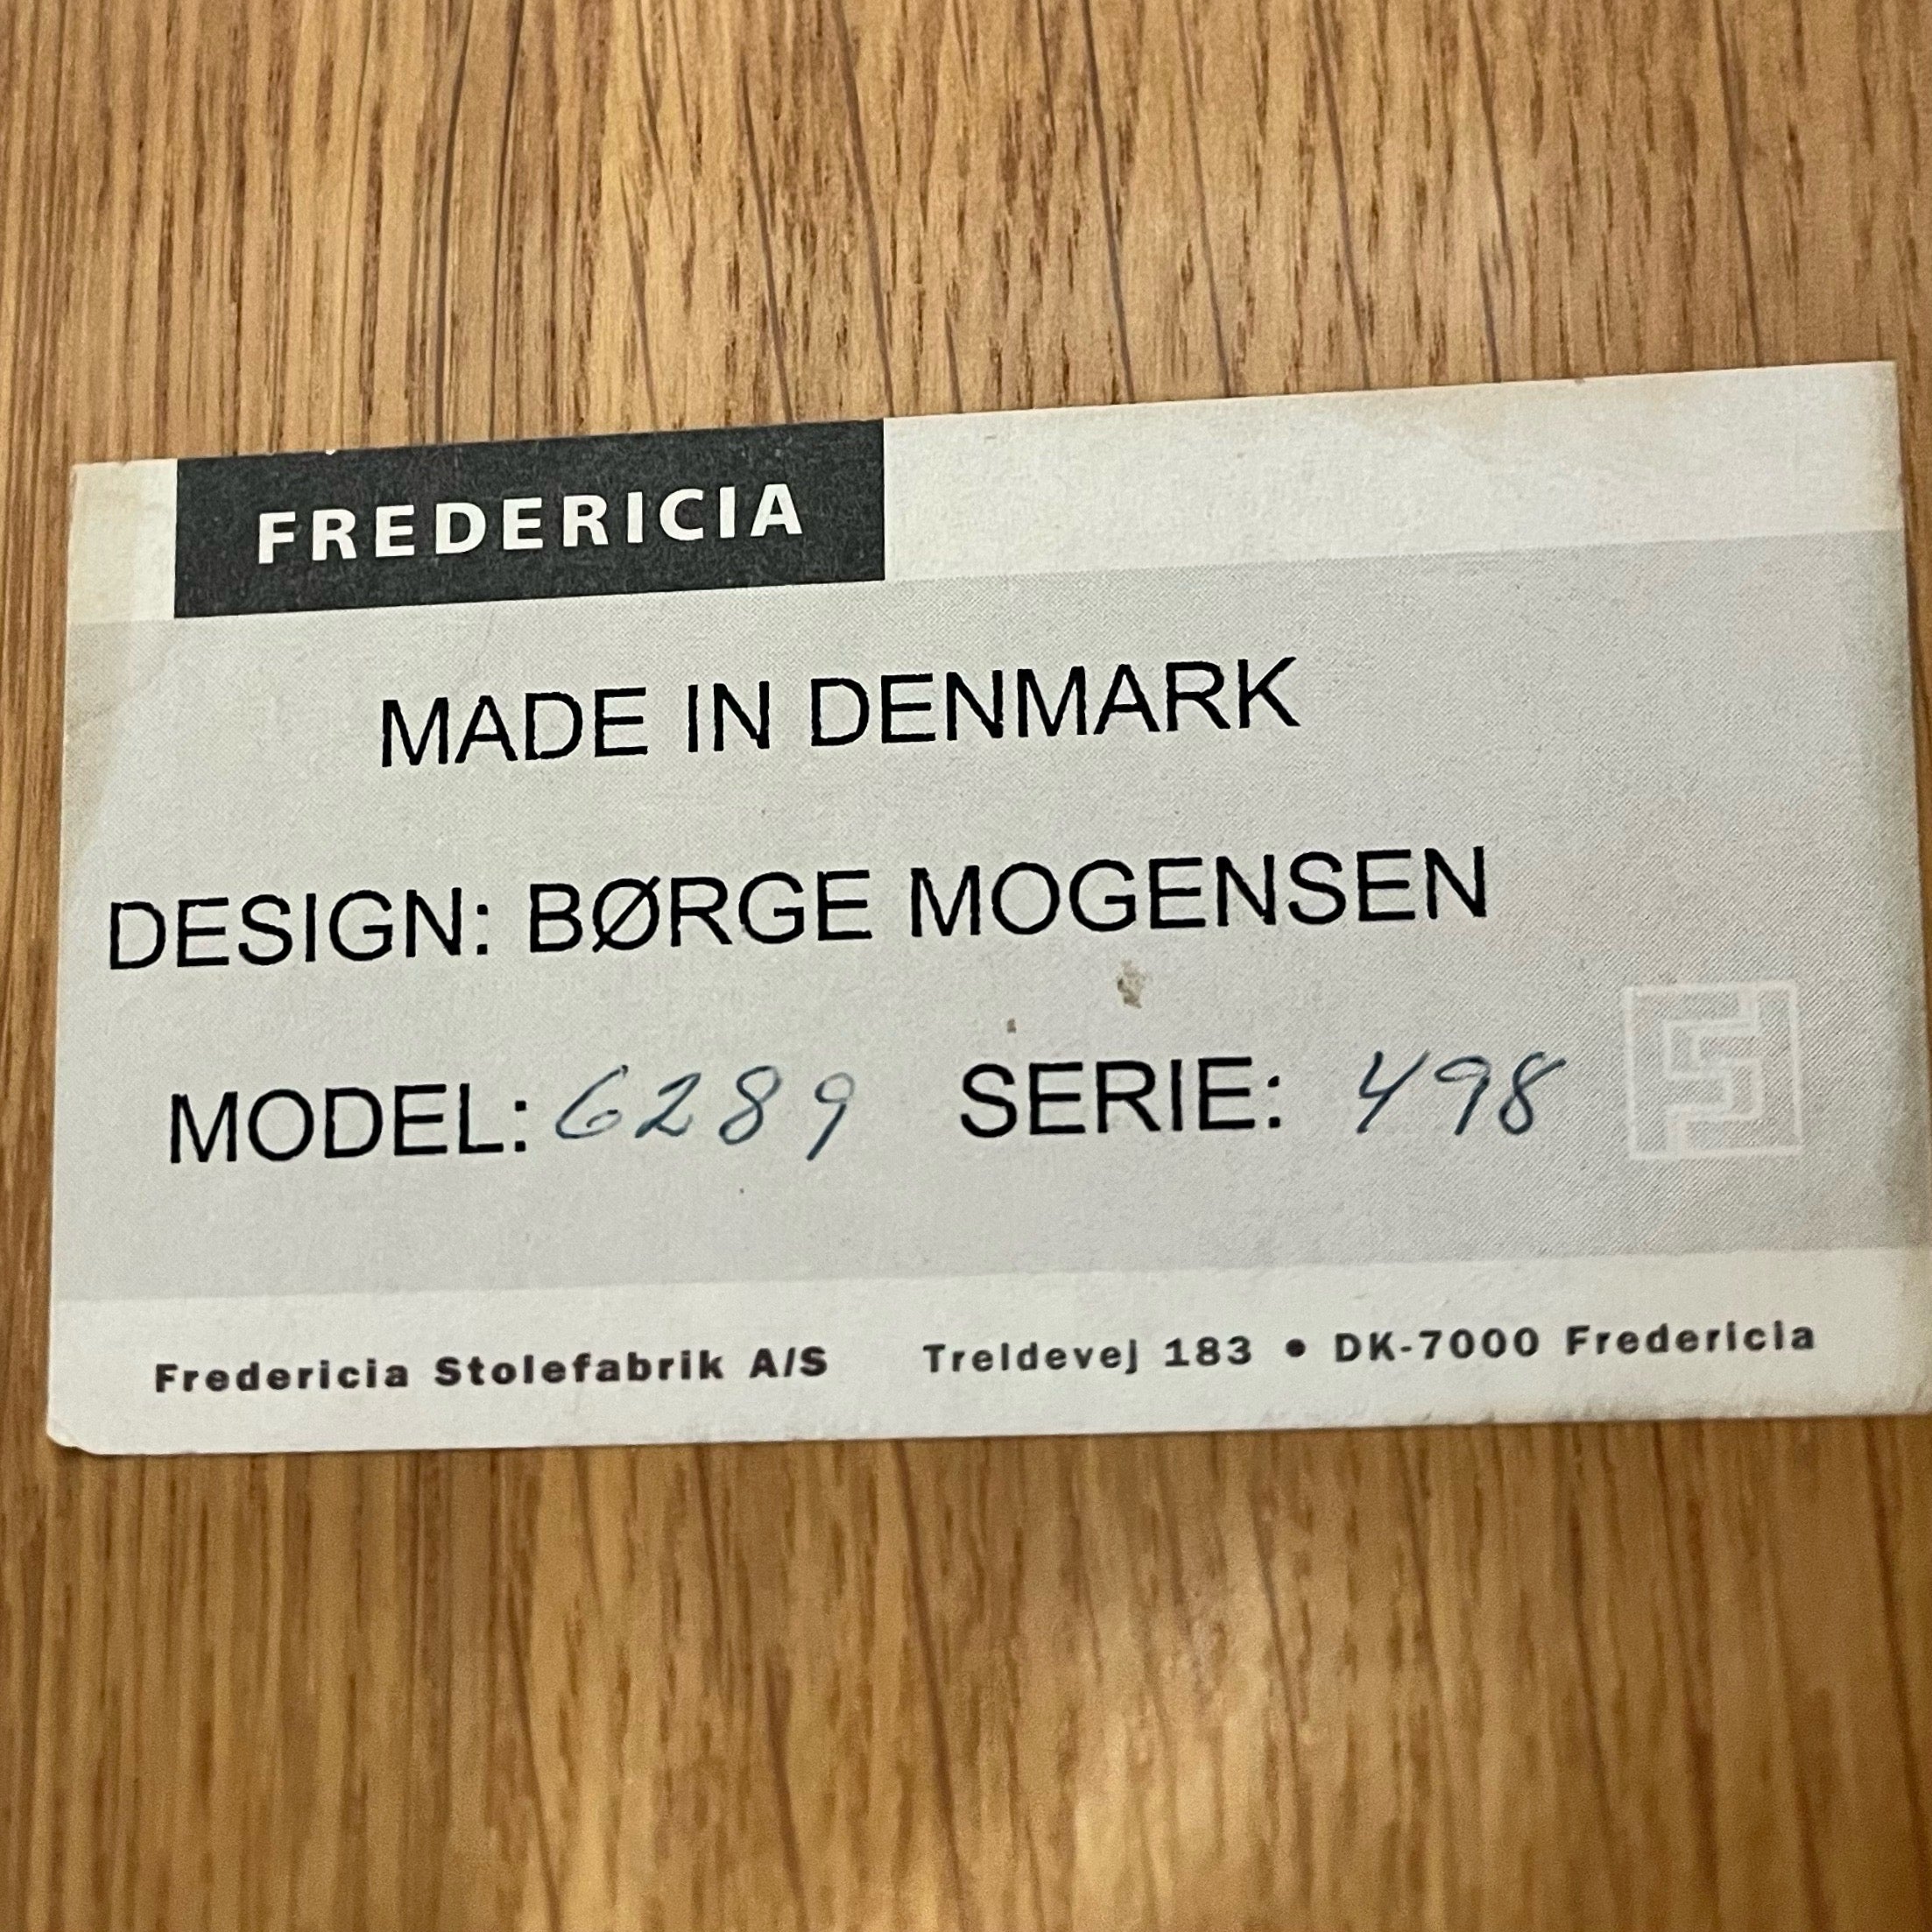 FREDERICIA
MADE IN DENMARK
DESIGN: BØRGE MOGENSEN
MODEL: 6289 SERIE: 498
Fredericia Stolefabrik A/S Treldevej 183 • DK-7000 Fredericia